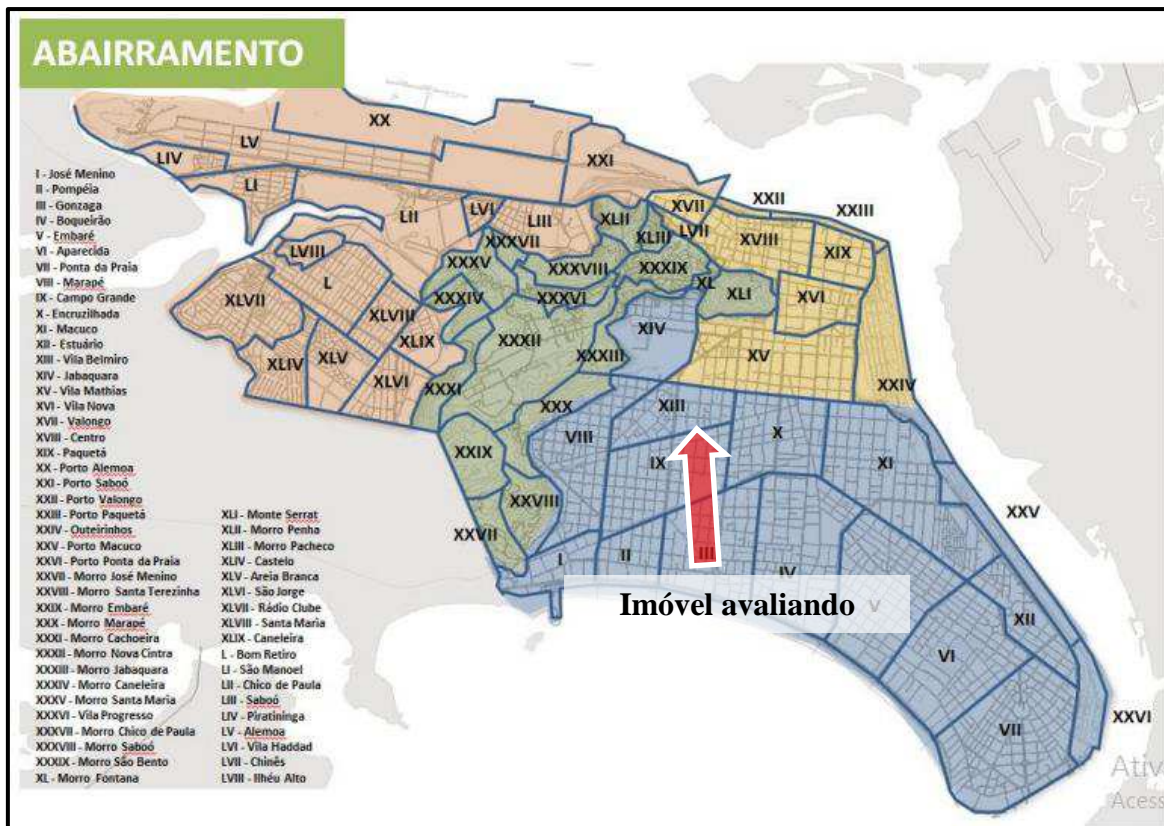 ABAIRRAMENTO
I - José Menino
II - Pompéia
III - Gonzaga
IV - Boqueirão
V - Embaré
VI - Aparecida
VII - Ponta da Praia
VIII - Marapé
IX - Campo Grande
X - Encruzilhada
XI - Macuco
XII - Estuário
XIII - Vila Belmiro
XIV - Jabaquara
XV - Vila Mathias
XVI - Vila Nova
XVII - Valongo
XVIII - Centro
XIX - Paquetá
XX - Porto Alemoa
XXI - Porto Saboó
XXII - Porto Valongo
XXIII - Porto Paquetá
XXIV - Outeirinhos
XXV - Porto Macuco
XXVI - Porto Ponta da Praia
XXVII - Morro José Menino
XXVIII - Morro Santa Terezinha
XXIX - Morro Embaré
XXX - Morro Marapé
XXXI - Morro Cachoeira
XXXII - Morro Nova Cintra
XXXIII - Morro Jabaquara
XXXIV - Morro Caneleira
XXXV - Morro Santa Maria
XXXVI - Vila Progresso
XXXVII - Morro Chico de Paula
XXXVIII - Morro Saboó
XXXIX - Morro São Bento
XL - Morro Fontana
XLI - Monte Serrat
XLII - Morro Penha
XLIII - Morro Pacheco
XLIV - Castelo
XLV - Areia Branca
XLVI - São Jorge
XLVII - Rádio Clube
XLVIII - Santa Maria
XLIX - Caneleira
L - Bom Retiro
LI - São Manoel
LII - Chico de Paula
LIII - Saboó
LIV - Piratininga
LV - Alemoa
LVI - Vila Haddad
LVII - Chinês
LVIII - Ilhéu Alto
XX
LV
LIV
XXI
LI
LII
LVI
LIII
XLII
XVII
XXII
XXIII
LVII
XLIII
XVIII
XIX
XXXVII
LVIII
XXXV
XXXVIII
XXXIX
L
XL
XLI
XVI
XLVII
XXXIV
XXXVI
XLVIII
XIV
XLIX
XXXII
XV
XXXIII
XLIV
XLV
XLVI
XXXI
XXIV
XXX
XIII
VIII
X
XXIX
IX
XI
XXVIII
XXV
XXVII
I
II
III
IV
Imóvel avaliando
V
XII
VI
XXVI
VII
Ativ
Acess